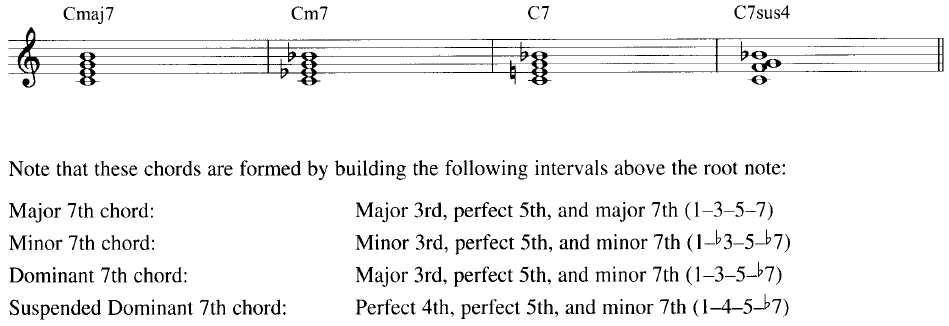 Cmaj7 Cm7 C7 C7sus4
Note that these chords are formed by building the following intervals above the root note:
Major 7th chord: Major 3rd, perfect 5th, and major 7th (1–3–5–7)
Minor 7th chord: Minor 3rd, perfect 5th, and minor 7th (1–♭3–5–♭7)
Dominant 7th chord: Major 3rd, perfect 5th, and minor 7th (1–3–5–♭7)
Suspended Dominant 7th chord: Perfect 4th, perfect 5th, and minor 7th (1–4–5–♭7)